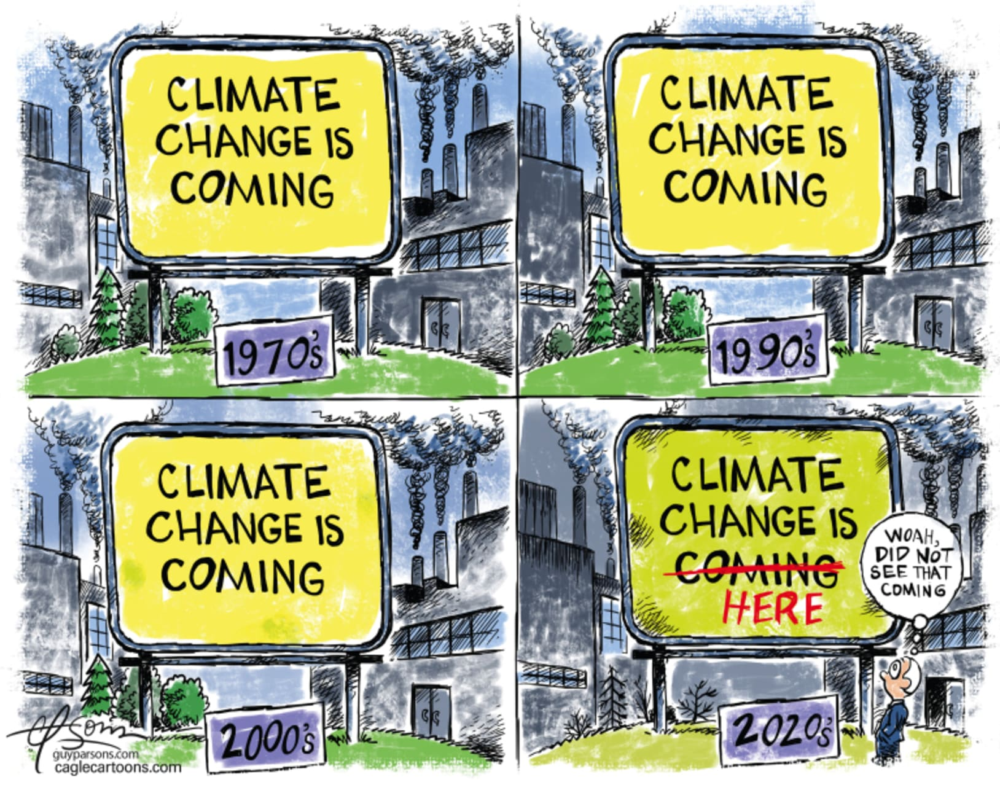 CLIMATE
CHANGE IS
COMING
1970's
CLIMATE
CHANGE IS
COMING
1990's
CLIMATE
CHANGE IS
COMING
2000's
guyparsons.com
caglecartoons.com
CLIMATE
CHANGE IS
COMING
HERE
WOAH,
DID NOT
SEE THAT
COMING
2020's